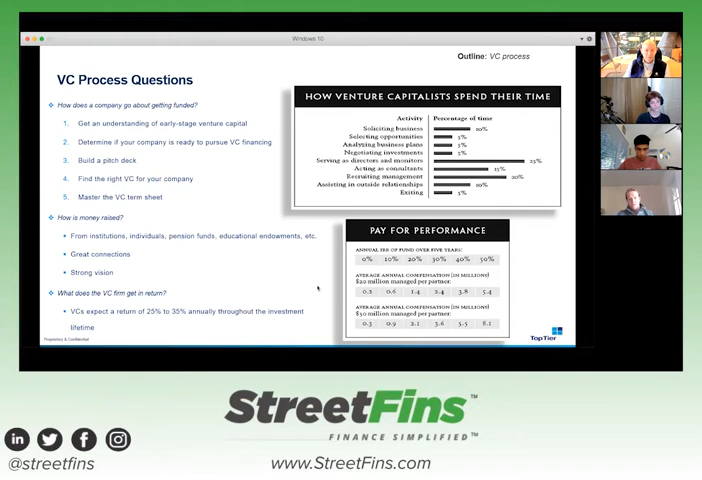 Windows 10
Outline: VC process
VC Process Questions
How does a company go about getting funded?
1. Get an understanding of early-stage venture capital
2. Determine if your company is ready to pursue VC financing
3. Build a pitch deck
4. Find the right VC for your company
5. Master the VC term sheet
How is money raised?
From institutions, individuals, pension funds, educational endowments, etc.
Great connections
Strong vision
What does the VC firm get in return?
VCs expect a return of 25% to 35% annually throughout the investment
lifetime
Proprietary & Confidential
HOW VENTURE CAPITALISTS SPEND THEIR TIME
Activity Percentage of time
Soliciting business 10%
Selecting opportunities 5%
Analyzing business plans 5%
Negotiating investments 5%
Serving as directors and monitors 25%
Acting as consultants 15%
Recruiting management 20%
Assisting in outside relationships 10%
Exiting 5%
PAY FOR PERFORMANCE
ANNUAL IRR OF FUND OVER FIVE YEARS:
0% 10% 20% 30% 40% 50%
AVERAGE ANNUAL COMPENSATION (IN MILLIONS)
$20 million managed per partner:
0.2 0.6 1.4 2.4 3.8 5.4
AVERAGE ANNUAL COMPENSATION (IN MILLIONS)
$30 million managed per partner:
0.3 0.9 2.1 3.6 5.5 8.1
TopTier
StreetFins™
FINANCE SIMPLIFIED™
in
@streetfins
www.StreetFins.com